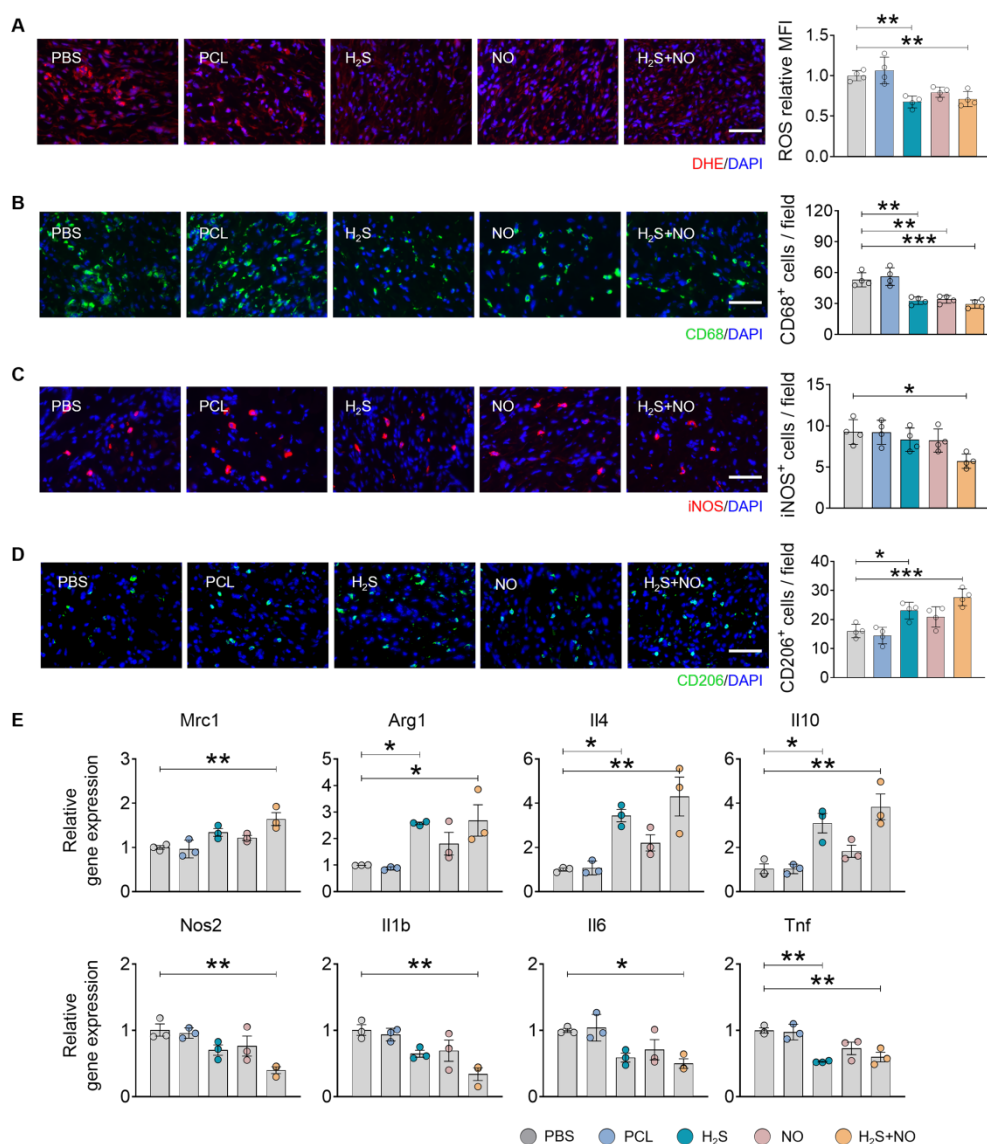 A
PBS
PCL
H₂S
NO
H₂S+NO
DHE/DAPI
ROS relative MFI
1.5
1.0
0.5
0.0
**
**
B
PBS
PCL
H₂S
NO
H₂S+NO
CD68/DAPI
CD68⁺ cells / field
120
90
60
30
0
**
**
***
C
PBS
PCL
H₂S
NO
H₂S+NO
iNOS/DAPI
iNOS⁺ cells / field
15
10
5
0
*
D
PBS
PCL
H₂S
NO
H₂S+NO
CD206/DAPI
CD206⁺ cells / field
40
30
20
10
0
*
***
E
Mrc1
Relative
gene expression
3
2
1
0
**
Arg1
5
4
3
2
1
0
*
*
Il4
6
4
2
0
*
**
Il10
6
4
2
0
*
**
Nos2
Relative
gene expression
2
1
0
**
Il1b
2
1
0
**
Il6
2
1
0
*
Tnf
2
1
0
**
**
PBS PCL H₂S NO H₂S+NO